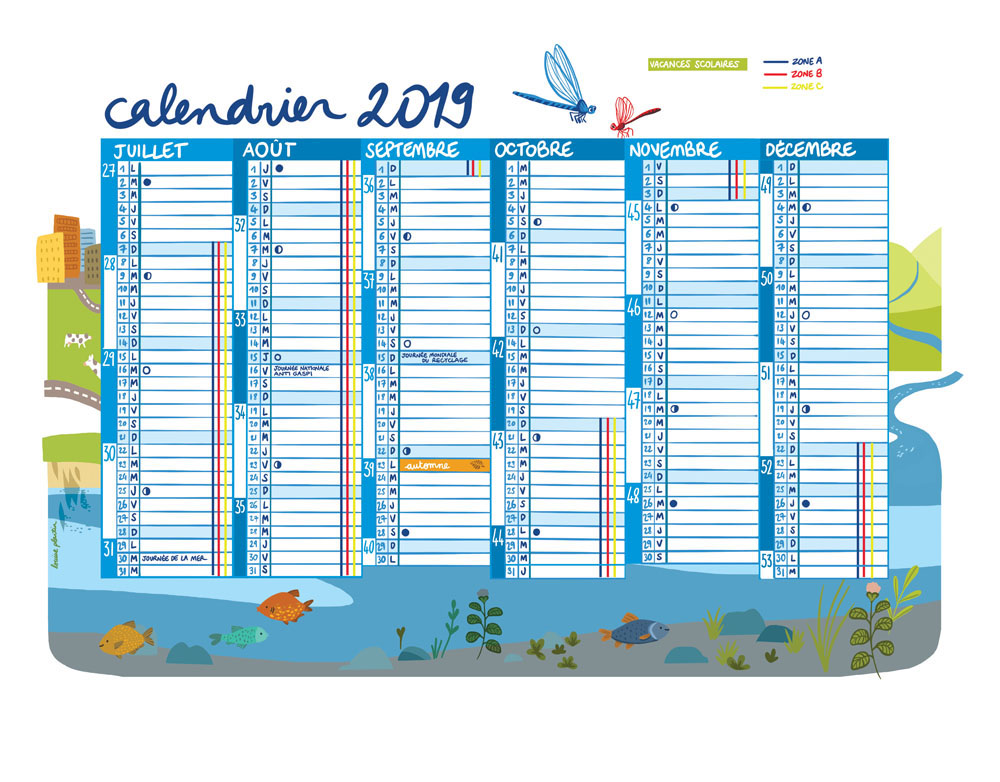 VACANCES SCOLAIRES
ZONE A
ZONE B
ZONE C
calendrier 2019
JUILLET
27 1 L
2 M
3 M
4 J
5 V
6 S
7 D
28 8 L
9 M
10 M
11 J
12 V
13 S
14 D
29 15 L
16 M
17 M
18 J
19 V
20 S
21 D
30 22 L
23 M
24 M
25 J
26 V
27 S
28 D
31 29 L
30 M JOURNÉE DE LA MER
31 M
AOÛT
1 J
2 V
3 S
4 D
32 5 L
6 M
7 M
8 J
9 V
10 S
11 D
33 12 L
13 M
14 M
15 J
16 V JOURNÉE NATIONALE
ANTI GASPI
17 S
18 D
34 19 L
20 M
21 M
22 J
23 V
24 S
25 D
35 26 L
27 M
28 M
29 J
30 V
31 S
SEPTEMBRE
1 D
36 2 L
3 M
4 M
5 J
6 V
7 S
8 D
37 9 L
10 M
11 M
12 J
13 V
14 S
15 D JOURNÉE MONDIALE
DU RECYCLAGE
38 16 L
17 M
18 M
19 J
20 V
21 S
22 D
39 23 L automne
24 M
25 M
26 J
27 V
28 S
29 D
40 30 L
OCTOBRE
1 M
2 M
3 J
4 V
5 S
6 D
41 7 L
8 M
9 M
10 J
11 V
12 S
13 D
42 14 L
15 M
16 M
17 J
18 V
19 S
20 D
43 21 L
22 M
23 M
24 J
25 V
26 S
27 D
44 28 L
29 M
30 M
31 J
NOVEMBRE
1 V
2 S
3 D
45 4 L
5 M
6 M
7 J
8 V
9 S
10 D
46 11 L
12 M
13 M
14 J
15 V
16 S
17 D
47 18 L
19 M
20 M
21 J
22 V
23 S
24 D
48 25 L
26 M
27 M
28 J
29 V
30 S
DÉCEMBRE
1 D
49 2 L
3 M
4 M
5 J
6 V
7 S
8 D
50 9 L
10 M
11 M
12 J
13 V
14 S
15 D
51 16 L
17 M
18 M
19 J
20 V
21 S
22 D
52 23 L
24 M
25 M
26 J
27 V
28 S
29 D
53 30 L
31 M